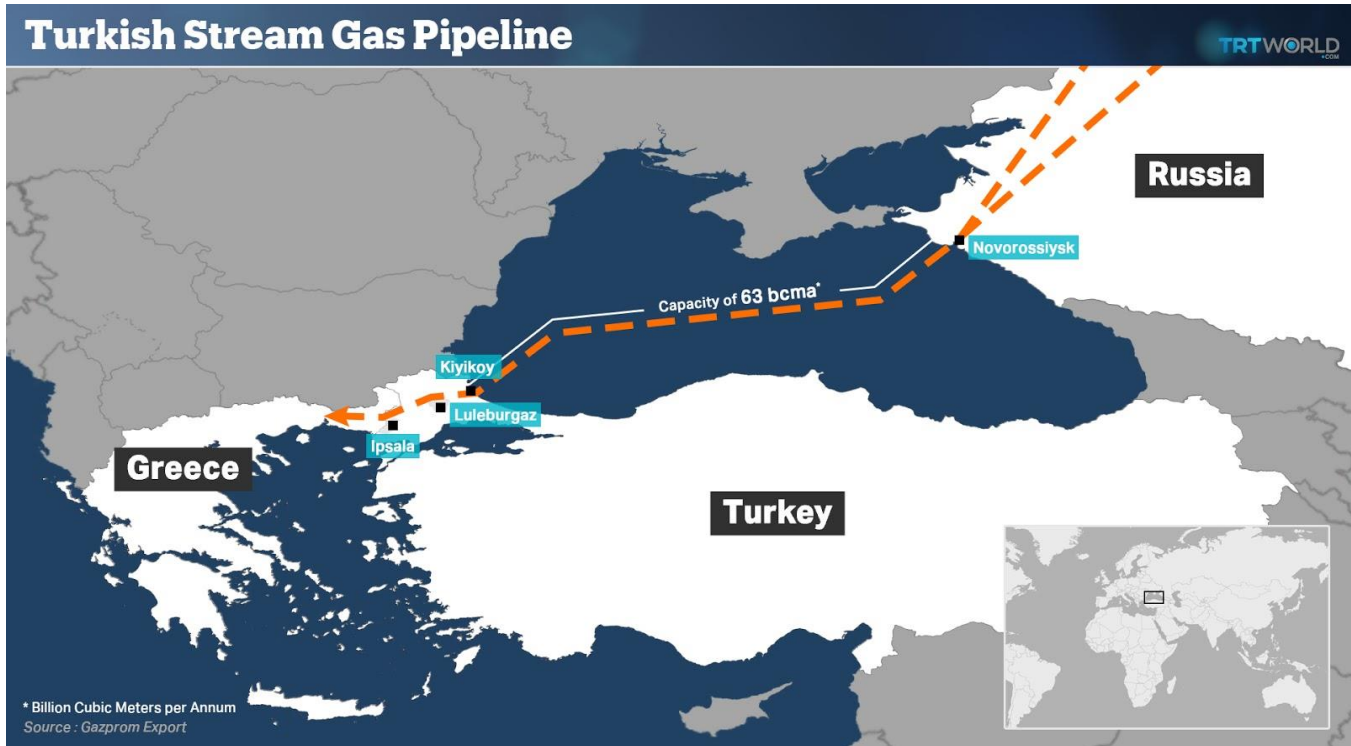 Turkish Stream Gas Pipeline
TRTWORLD
.COM
Russia
Novorossiysk
Capacity of 63 bcma*
Kiyikoy
Luleburgaz
Ipsala
Greece
Turkey
* Billion Cubic Meters per Annum
Source : Gazprom Export